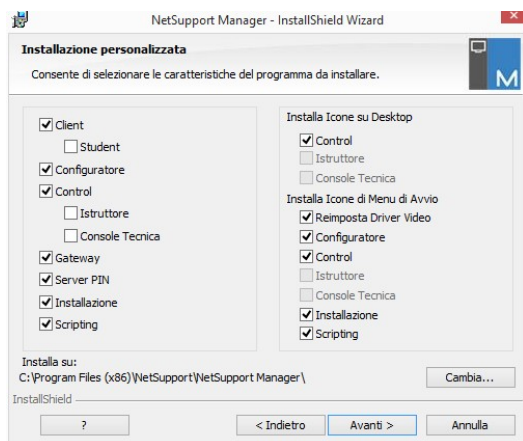 NetSupport Manager - InstallShield Wizard
Installazione personalizzata
Consente di selezionare le caratteristiche del programma da installare.
M
Client
Student
Configuratore
Control
Istruttore
Console Tecnica
Gateway
Server PIN
Installazione
Scripting
Installa Icone su Desktop
Control
Istruttore
Console Tecnica
Installa Icone di Menu di Avvio
Reimposta Driver Video
Configuratore
Control
Istruttore
Console Tecnica
Installazione
Scripting
Installa su:
C:\Program Files (x86)\NetSupport\NetSupport Manager\
Cambia...
InstallShield
?
< Indietro
Avanti >
Annulla